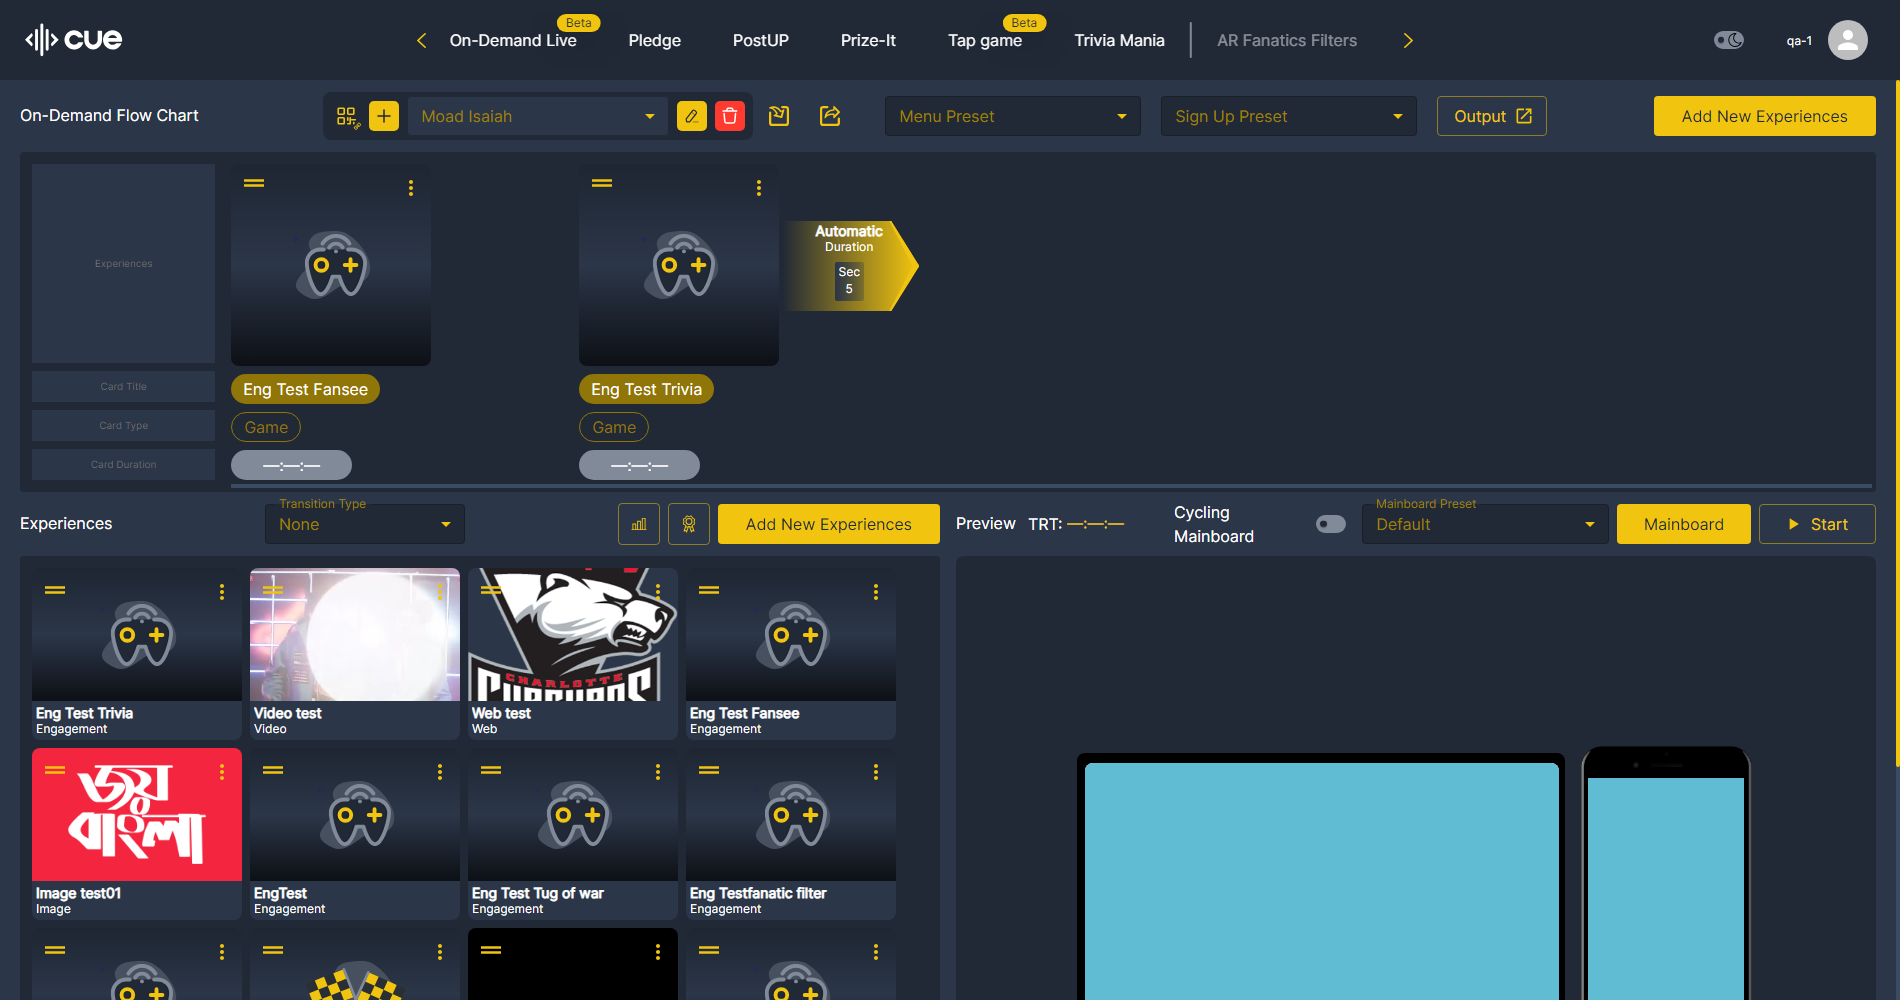 cue
Beta
On-Demand Live
Pledge
PostUP
Prize-It
Beta
Tap game
Trivia Mania
AR Fanatics Filters
qa-1
On-Demand Flow Chart
Moad Isaiah
Menu Preset
Sign Up Preset
Output
Add New Experiences
Experiences
Card Title
Card Type
Card Duration
Eng Test Fansee
Game
—:—:—
Eng Test Trivia
Game
—:—:—
Automatic
Duration
Sec
5
Experiences
Transition Type
None
Add New Experiences
Preview
TRT: —:—:—
Cycling
Mainboard
Mainboard Preset
Default
Mainboard
Start
Eng Test Trivia
Engagement
Video test
Video
CHARLOTTE
Web test
Web
Eng Test Fansee
Engagement
জয়
বাংলা
Image test01
Image
EngTest
Engagement
Eng Test Tug of war
Engagement
Eng Testfanatic filter
Engagement